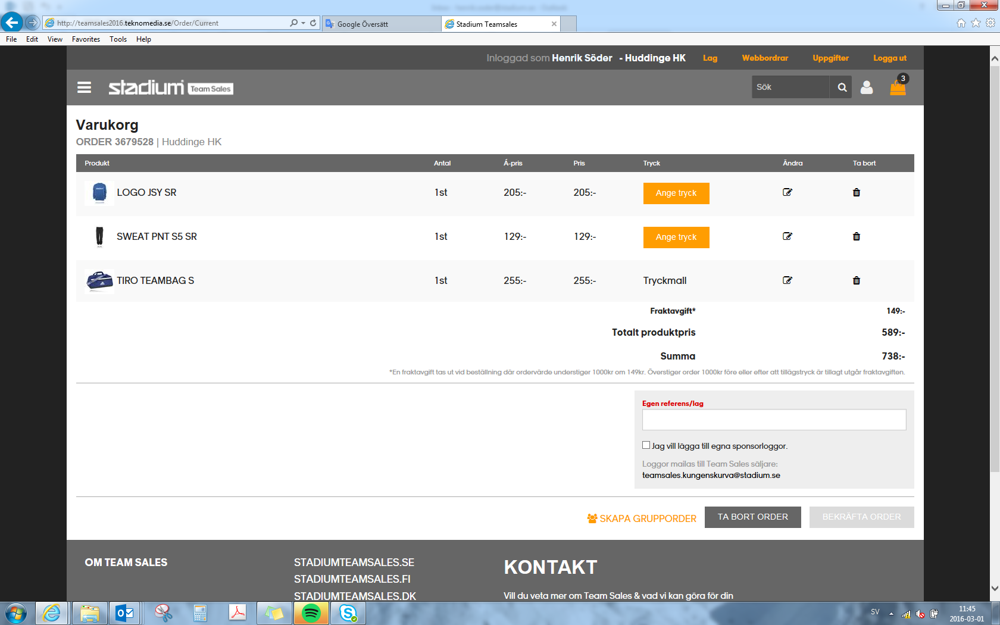 http://teamsales2016.teknomedia.se/Order/Current
Google Översätt
Stadium Teamsales
File Edit View Favorites Tools Help
Inloggad som Henrik Söder - Huddinge HK Lag Webbordrar Uppgifter Logga ut
stadium Team Sales
Sök
3
Varukorg
ORDER 3679528 | Huddinge HK
Produkt Antal Á-pris Pris Tryck Ändra Ta bort
LOGO JSY SR 1st 205:- 205:- Ange tryck
SWEAT PNT S5 SR 1st 129:- 129:- Ange tryck
TIRO TEAMBAG S 1st 255:- 255:- Tryckmall
Fraktavgift* 149:-
Totalt produktpris 589:-
Summa 738:-
*En fraktavgift tas ut vid beställning där ordervärde understiger 1000kr om 149kr. Överstiger order 1000kr före eller efter att tillägstryck är tillagt utgår fraktavgiften.
Egen referens/lag
Jag vill lägga till egna sponsorloggor.
Loggor mailas till Team Sales säljare:
teamsales.kungenskurva@stadium.se
SKAPA GRUPPORDER TA BORT ORDER BEKRÄFTA ORDER
OM TEAM SALES
STADIUMTEAMSALES.SE
STADIUMTEAMSALES.FI
STADIUMTEAMSALES.DK
KONTAKT
Vill du veta mer om Team Sales & vad vi kan göra för din
SV
11:45
2016-03-01